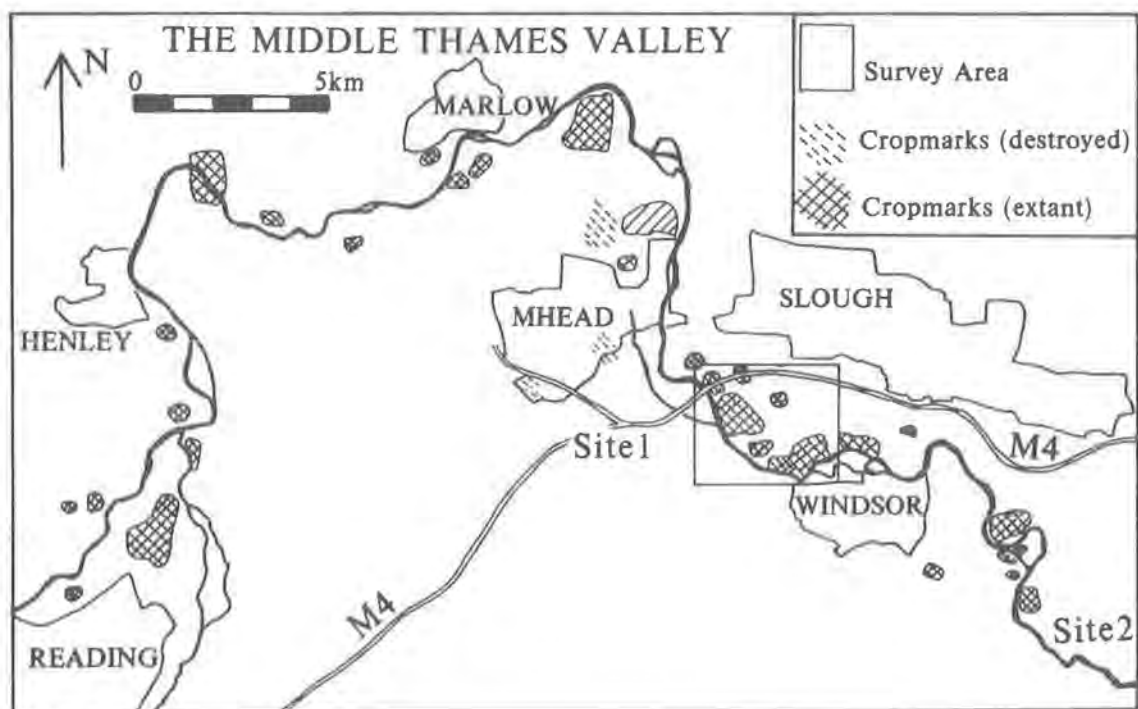 THE MIDDLE THAMES VALLEY
N
0 5km
MARLOW
Survey Area
Cropmarks (destroyed)
Cropmarks (extant)
SLOUGH
MHEAD
HENLEY
Site1
M4
WINDSOR
M4
Site2
READING